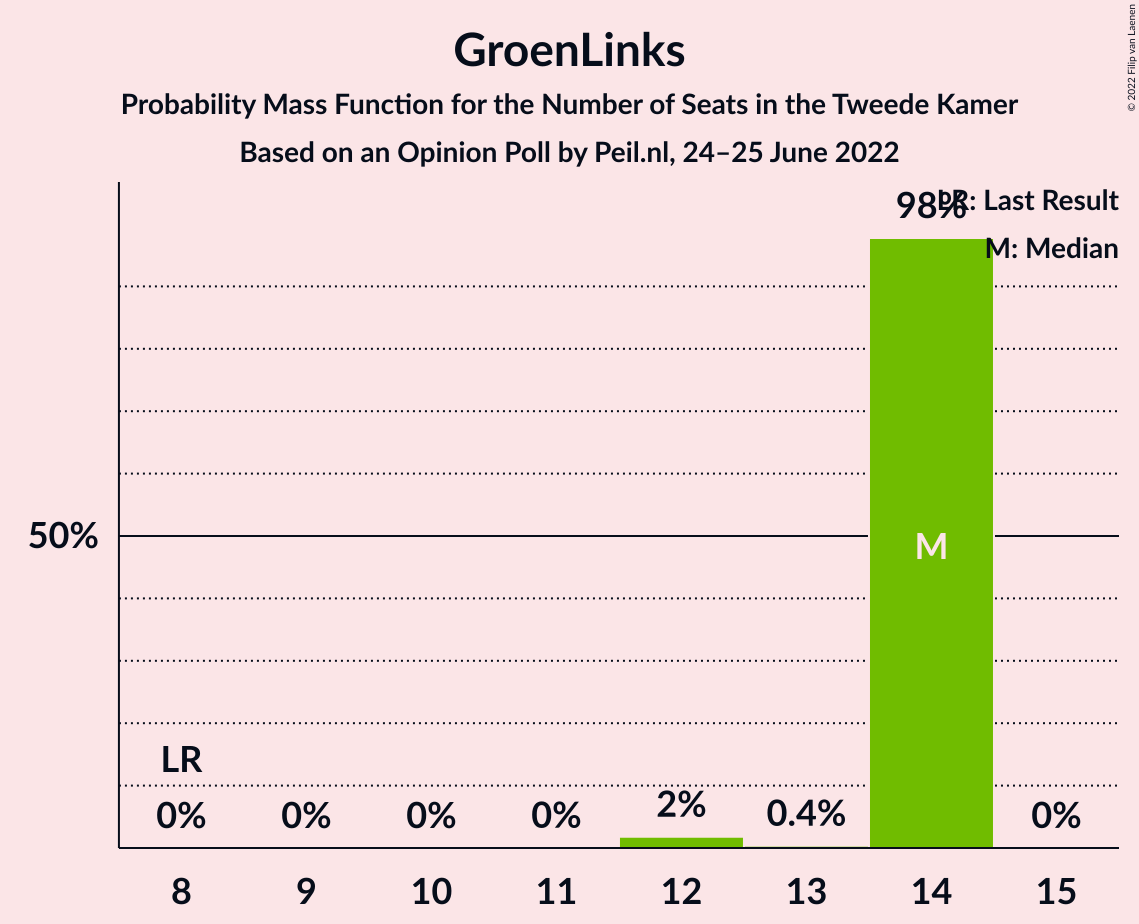 GroenLinks
Probability Mass Function for the Number of Seats in the Tweede Kamer
Based on an Opinion Poll by Peil.nl, 24–25 June 2022
© 2022 Filip van Laenen
LR: Last Result
M: Median
98%
50%
M
LR
0%
0%
0%
0%
2%
0.4%
0%
8
9
10
11
12
13
14
15